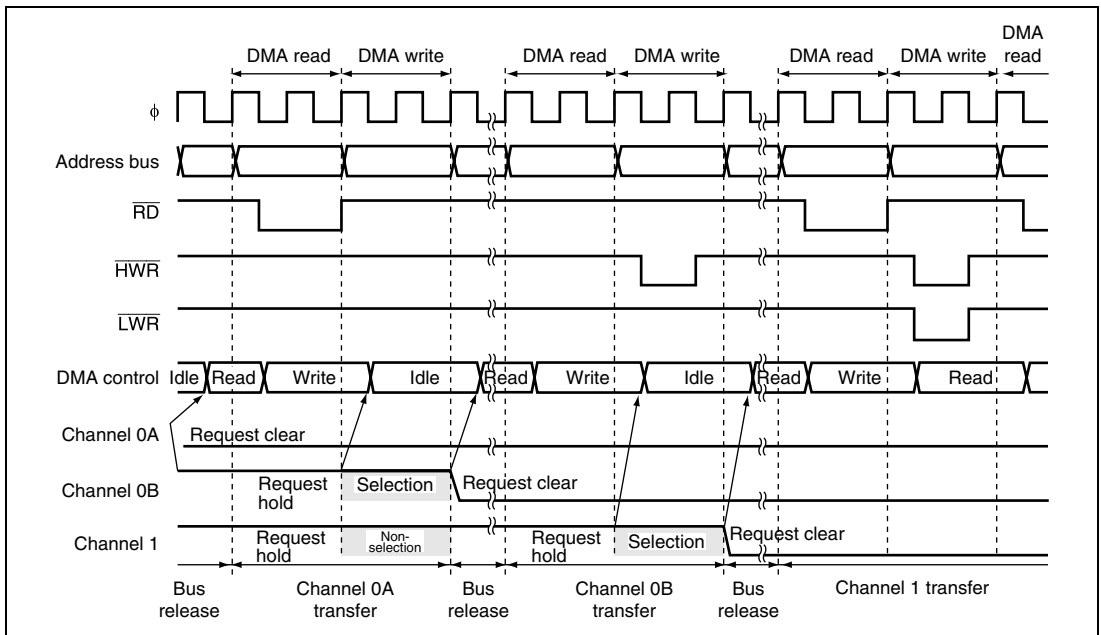 DMA read
DMA write
DMA read
DMA write
DMA read
DMA write
DMA
read
φ
Address bus
RD
HWR
LWR
DMA control
Idle
Read
Write
Idle
Read
Write
Idle
Read
Write
Read
Channel 0A
Request clear
Channel 0B
Request
hold
Selection
Request clear
Channel 1
Request
hold
Non-
selection
Request
hold
Selection
Request clear
Bus
release
Channel 0A
transfer
Bus
release
Channel 0B
transfer
Bus
release
Channel 1 transfer